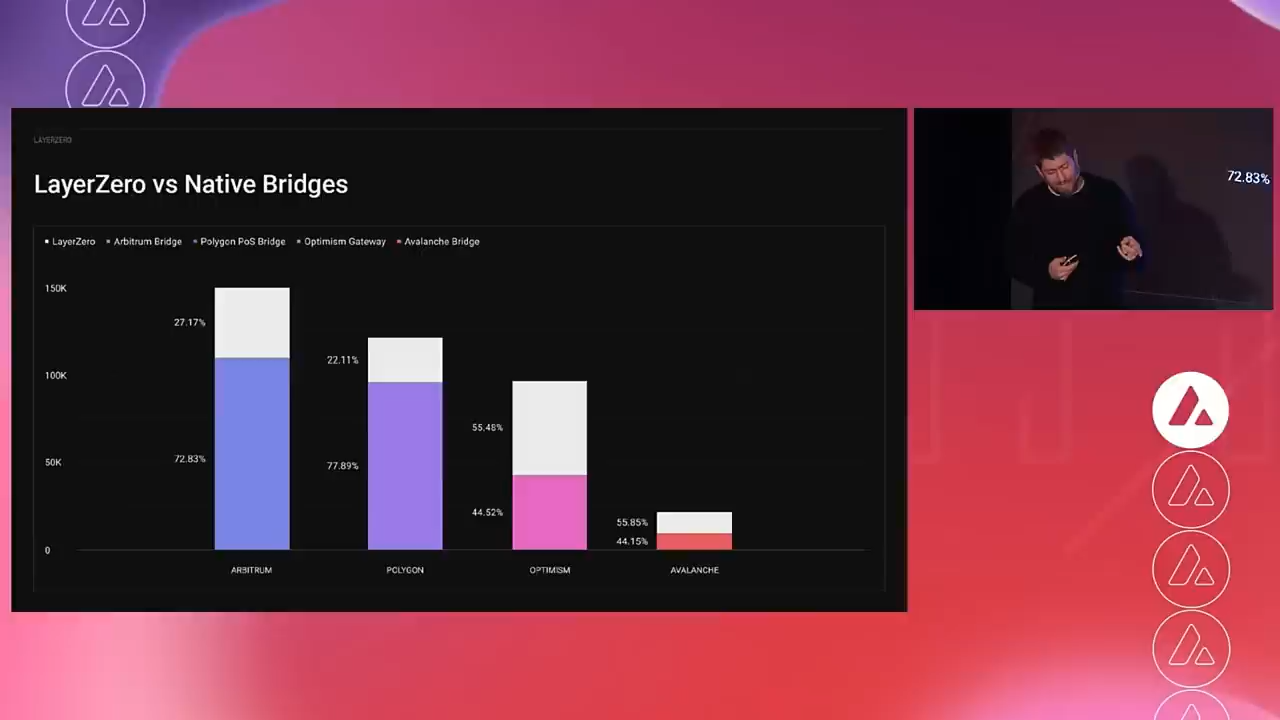 LAYERZERO
LayerZero vs Native Bridges
LayerZero Arbitrum Bridge Polygon PoS Bridge Optimism Gateway Avalanche Bridge
150K
27.17%
22.11%
100K
55.48%
72.83%
50K
77.89%
44.52%
55.85%
44.15%
0
ARBITRUM POLYGON OPTIMISM AVALANCHE
72.83%